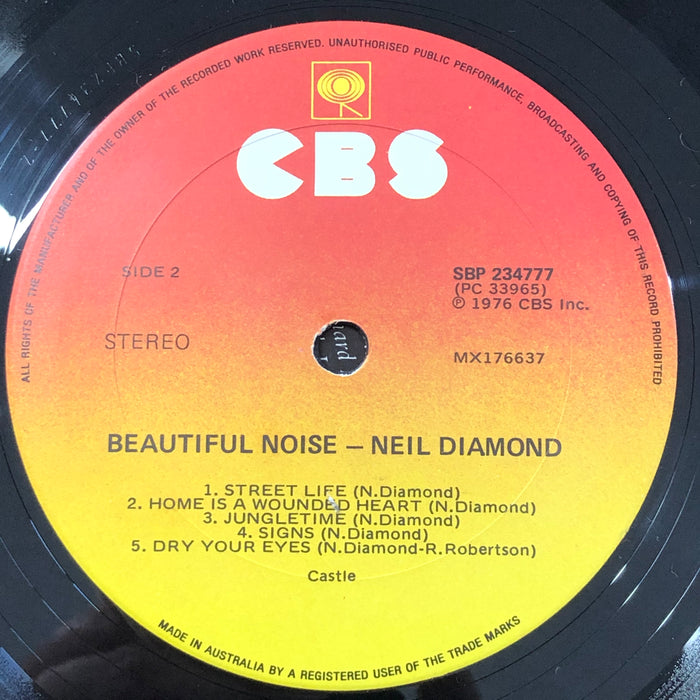 ALL RIGHTS OF THE MANUFACTURER AND OF THE OWNER OF THE RECORDED WORK RESERVED. UNAUTHORISED PUBLIC PERFORMANCE, BROADCASTING AND COPYING OF THIS RECORD PROHIBITED
CBS
SIDE 2
SBP 234777
(PC 33965)
℗ 1976 CBS Inc.
STEREO
MX176637
BEAUTIFUL NOISE – NEIL DIAMOND
1. STREET LIFE (N.Diamond)
2. HOME IS A WOUNDED HEART (N.Diamond)
3. JUNGLETIME (N.Diamond)
4. SIGNS (N.Diamond)
5. DRY YOUR EYES (N.Diamond-R.Robertson)
Castle
MADE IN AUSTRALIA BY A REGISTERED USER OF THE TRADE MARKS